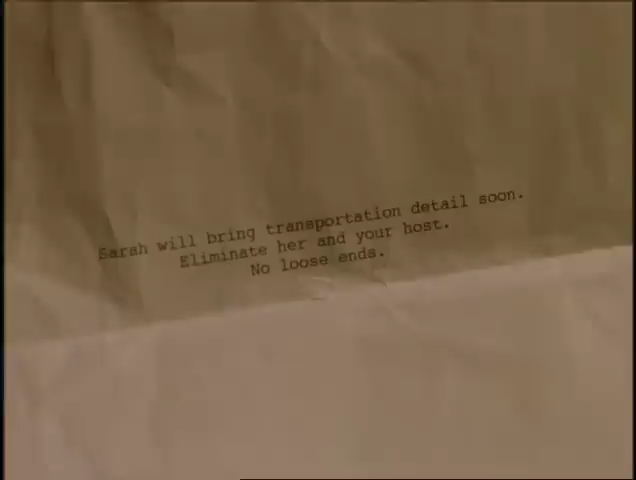 Sarah will bring transportation detail soon.
Eliminate her and your host.
No loose ends.